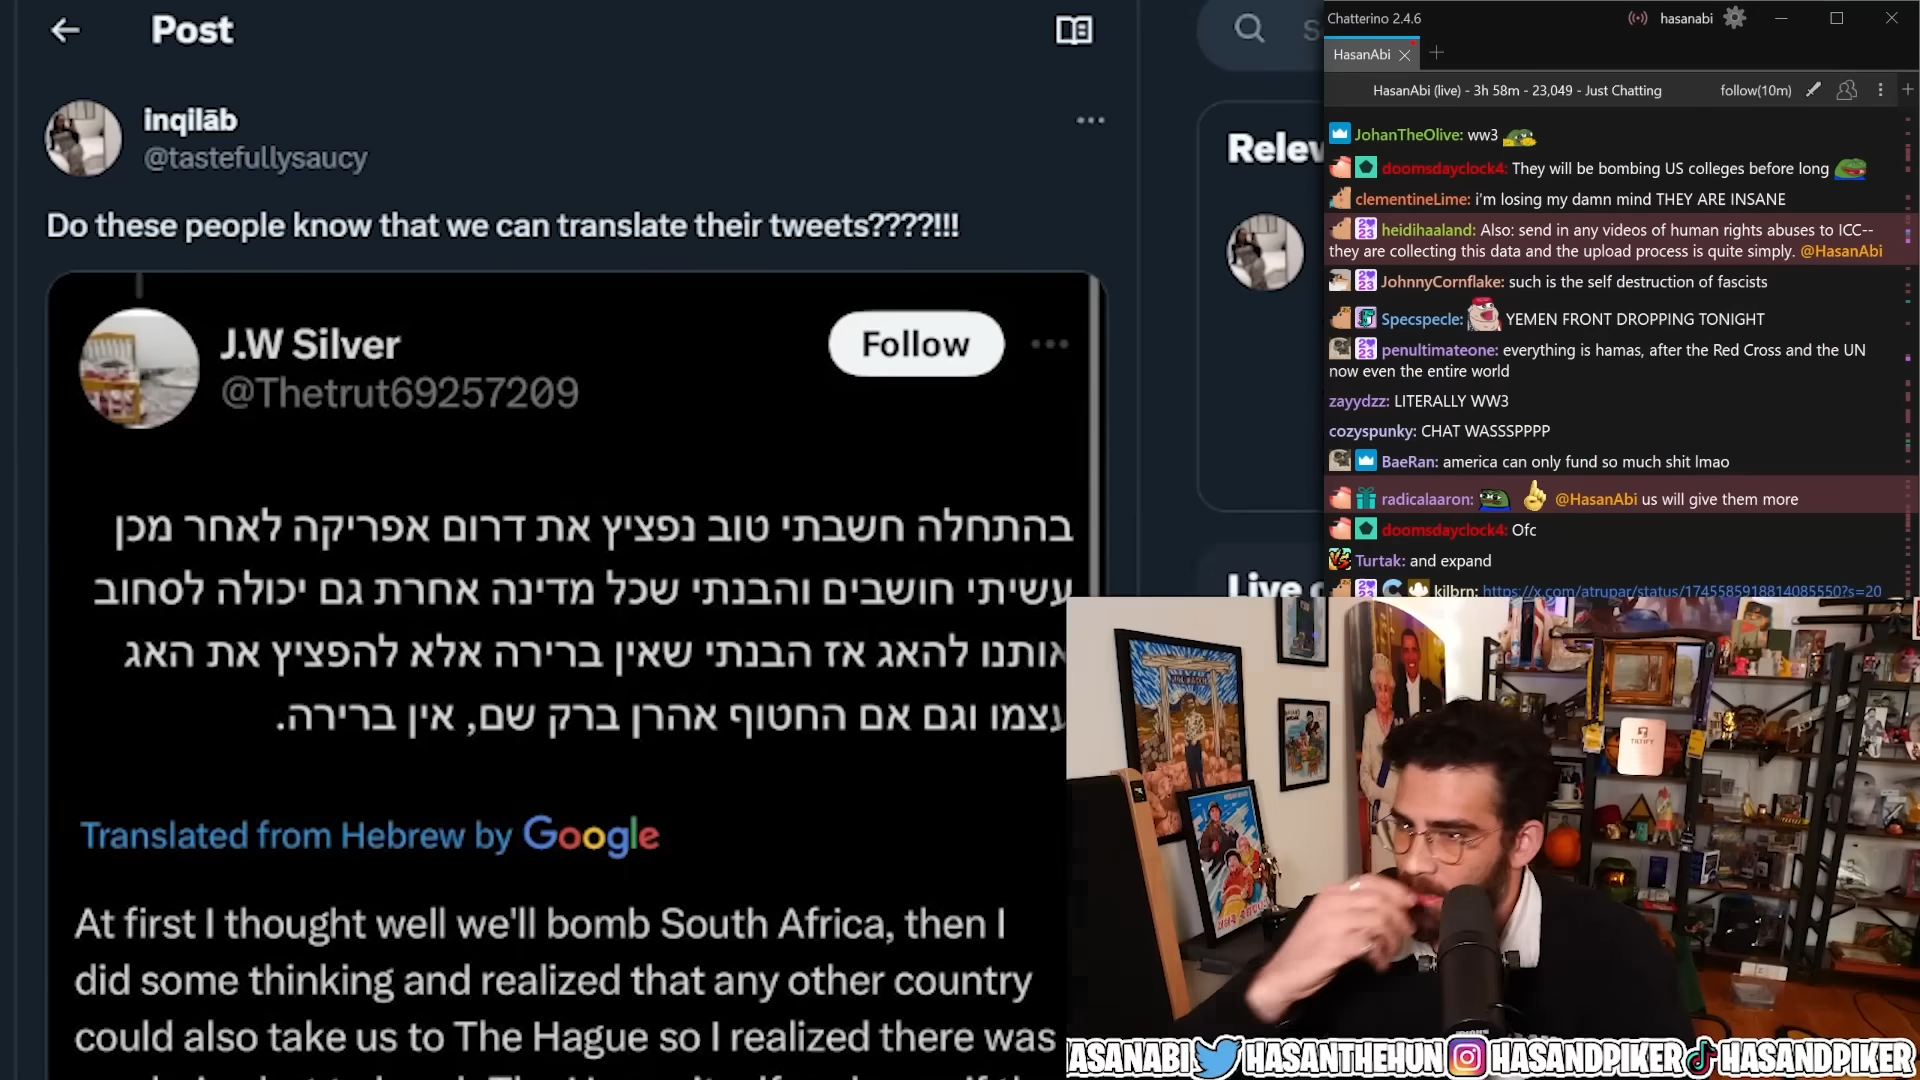 Post
inqilāb
@tastefullysaucy
Do these people know that we can translate their tweets????!!!
J.W Silver
@Thetrut69257209
Follow
בהתחלה חשבתי טוב נפציץ את דרום אפריקה לאחר מכן
עשיתי חושבים והבנתי שכל מדינה אחרת גם יכולה לסחוב
אותנו להאג אז הבנתי שאין ברירה אלא להפציץ את האג
עצמו וגם אם החטוף אהרן ברק שם, אין ברירה.
Translated from Hebrew by Google
At first I thought well we'll bomb South Africa, then I
did some thinking and realized that any other country
could also take us to The Hague so I realized there was
Relev
Live
Chatterino 2.4.6
hasanabi
HasanAbi
HasanAbi (live) - 3h 58m - 23,049 - Just Chatting
follow(10m)
JohanTheOlive: ww3
doomsdayclock4: They will be bombing US colleges before long
clementineLime: i'm losing my damn mind THEY ARE INSANE
heidihaaland: Also: send in any videos of human rights abuses to ICC--
they are collecting this data and the upload process is quite simply. @HasanAbi
JohnnyCornflake: such is the self destruction of fascists
Specspecle: YEMEN FRONT DROPPING TONIGHT
penultimateone: everything is hamas, after the Red Cross and the UN
now even the entire world
zayydzz: LITERALLY WW3
cozyspunky: CHAT WASSSPPPP
BaeRan: america can only fund so much shit lmao
radicalaaron: @HasanAbi us will give them more
doomsdayclock4: Ofc
Turtak: and expand
kilbrn: https://x.com/atrupar/status/1745585918814085550?s=20
ASANABI HASANTHEHUN HASANDPIKER HASANDPIKER